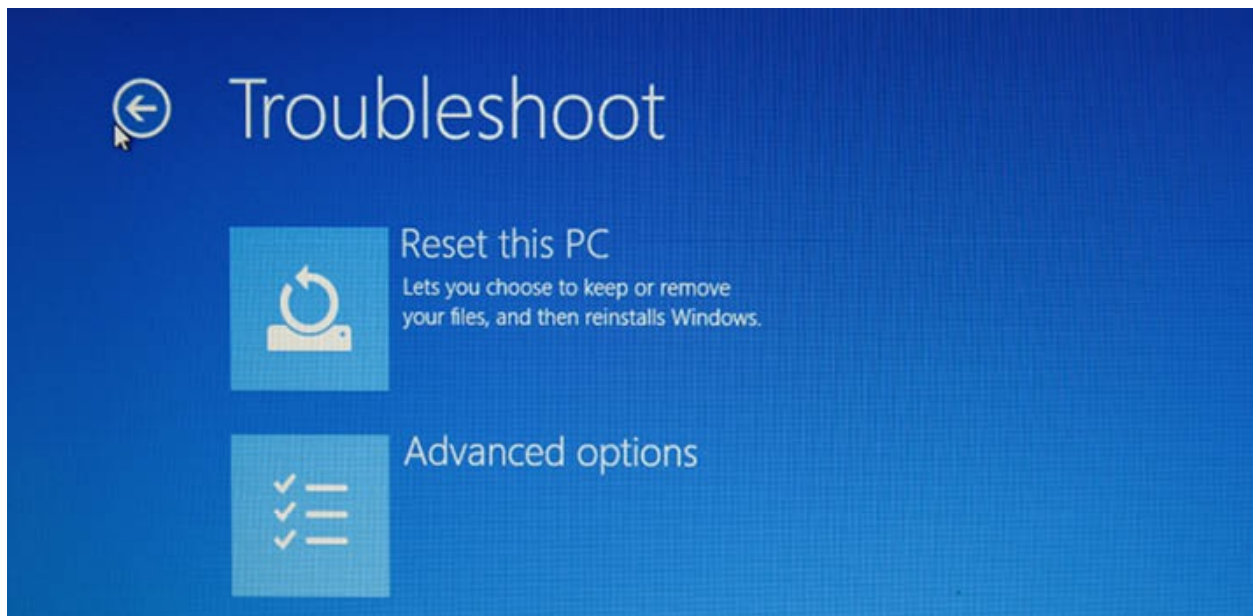 Troubleshoot
Reset this PC
Lets you choose to keep or remove
your files, and then reinstalls Windows.
Advanced options